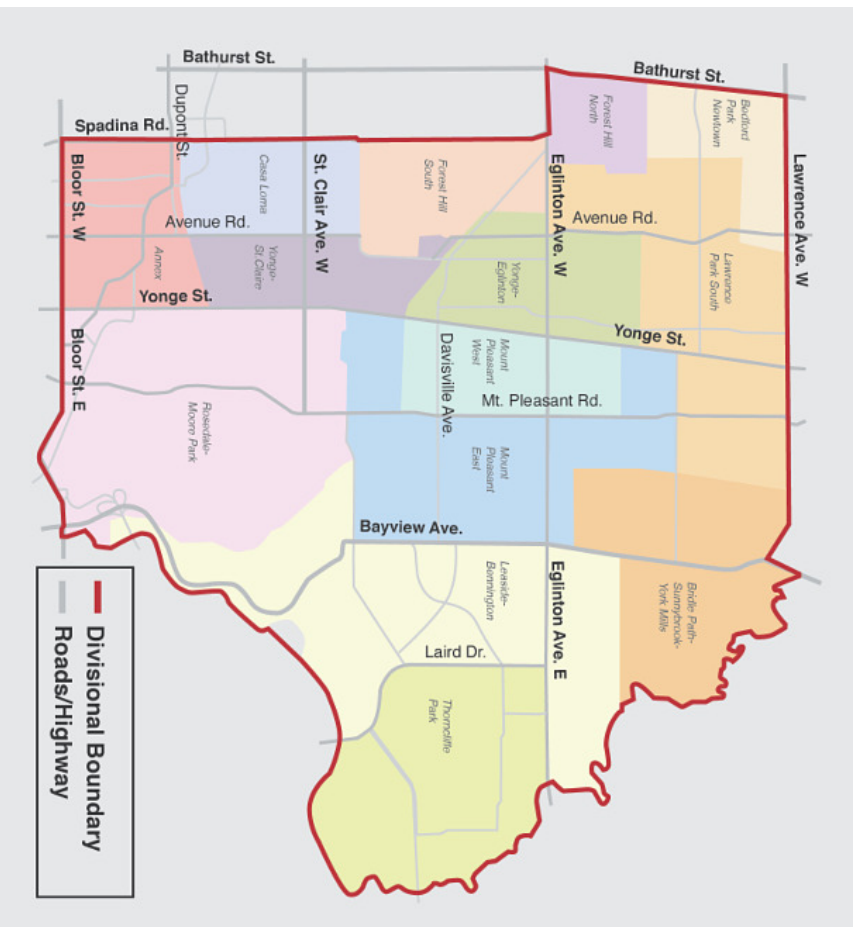 Bathurst St.
Bathurst St.
Dupont St.
Spadina Rd.
Forest Hill
North
Bedford
Park
Nowtown
Bloor St. W
Casa Loma
St. Clair Ave. W
Forest Hill
South
Eglinton Ave. W
Lawrence Ave. W
Avenue Rd.
Avenue Rd.
Annex
Yonge-
St.Claire
Yonge-
Eglinton
Lawrence
Park South
Yonge St.
Yonge St.
Bloor St. E
Davisville Ave.
Mount
Pleasant
West
Mt. Pleasant Rd.
Rosedale-
Moore Park
Mount
Pleasant
East
Bayview Ave.
Leaside-
Bennington
Eglinton Ave. E
Bridle Path-
Sunnybrook-
York Mills
Laird Dr.
Thorncliffe
Park
Divisional Boundary
Roads/Highway